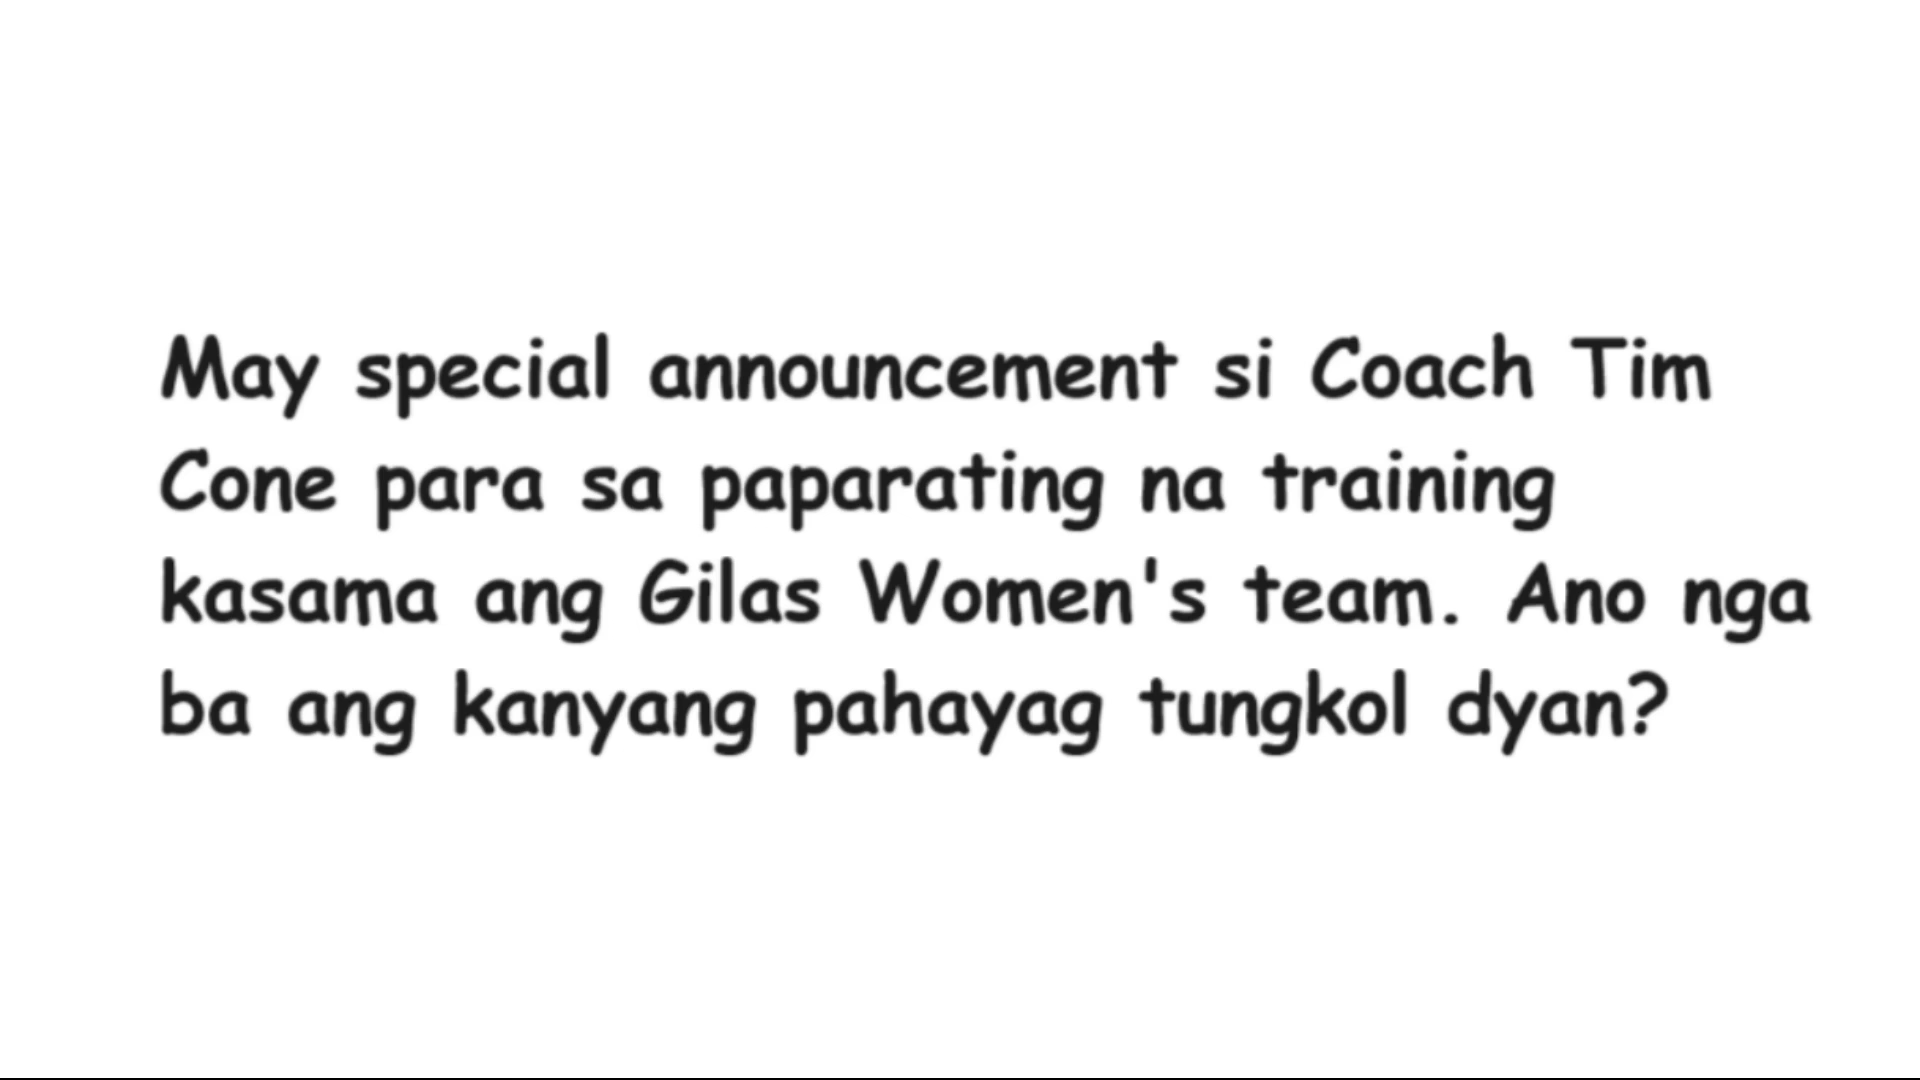 May special announcement si Coach Tim
Cone para sa paparating na training
kasama ang Gilas Women's team. Ano nga
ba ang kanyang pahayag tungkol dyan?